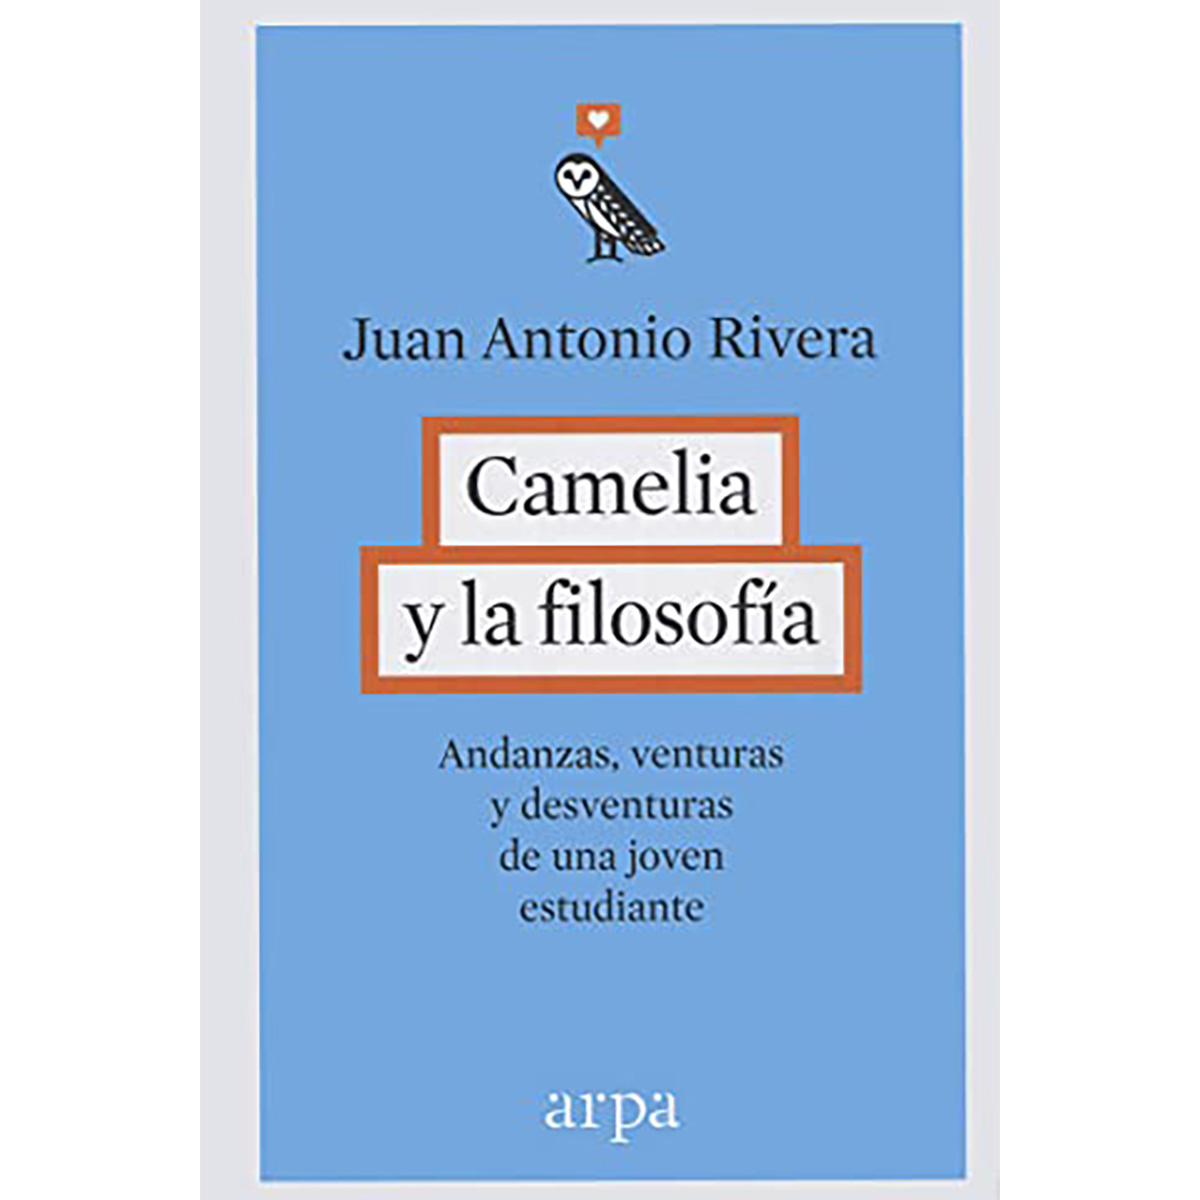 Juan Antonio Rivera
Camelia
y la filosofía
Andanzas, venturas
y desventuras
de una joven
estudiante
arpa